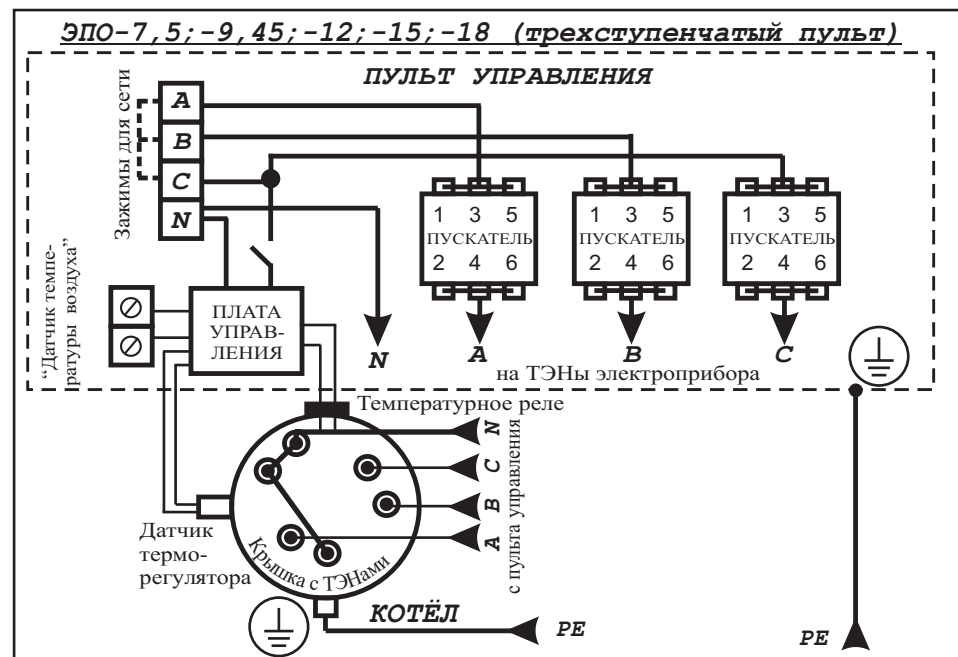 ЭПО-7,5;-9,45;-12;-15;-18 (трехступенчатый пульт)
ПУЛЬТ УПРАВЛЕНИЯ
Зажимы для сети
A
B
C
N
1 3 5
ПУСКАТЕЛЬ
2 4 6
1 3 5
ПУСКАТЕЛЬ
2 4 6
1 3 5
ПУСКАТЕЛЬ
2 4 6
“Датчик темпе-
ратуры воздуха”
ПЛАТА
УПРАВ-
ЛЕНИЯ
N
A
B
C
на ТЭНы электроприбора
Температурное реле
N
C
B
A
с пульта управления
Датчик
термо-
регулятора
Крышка с ТЭНами
КОТЁЛ
PE
PE